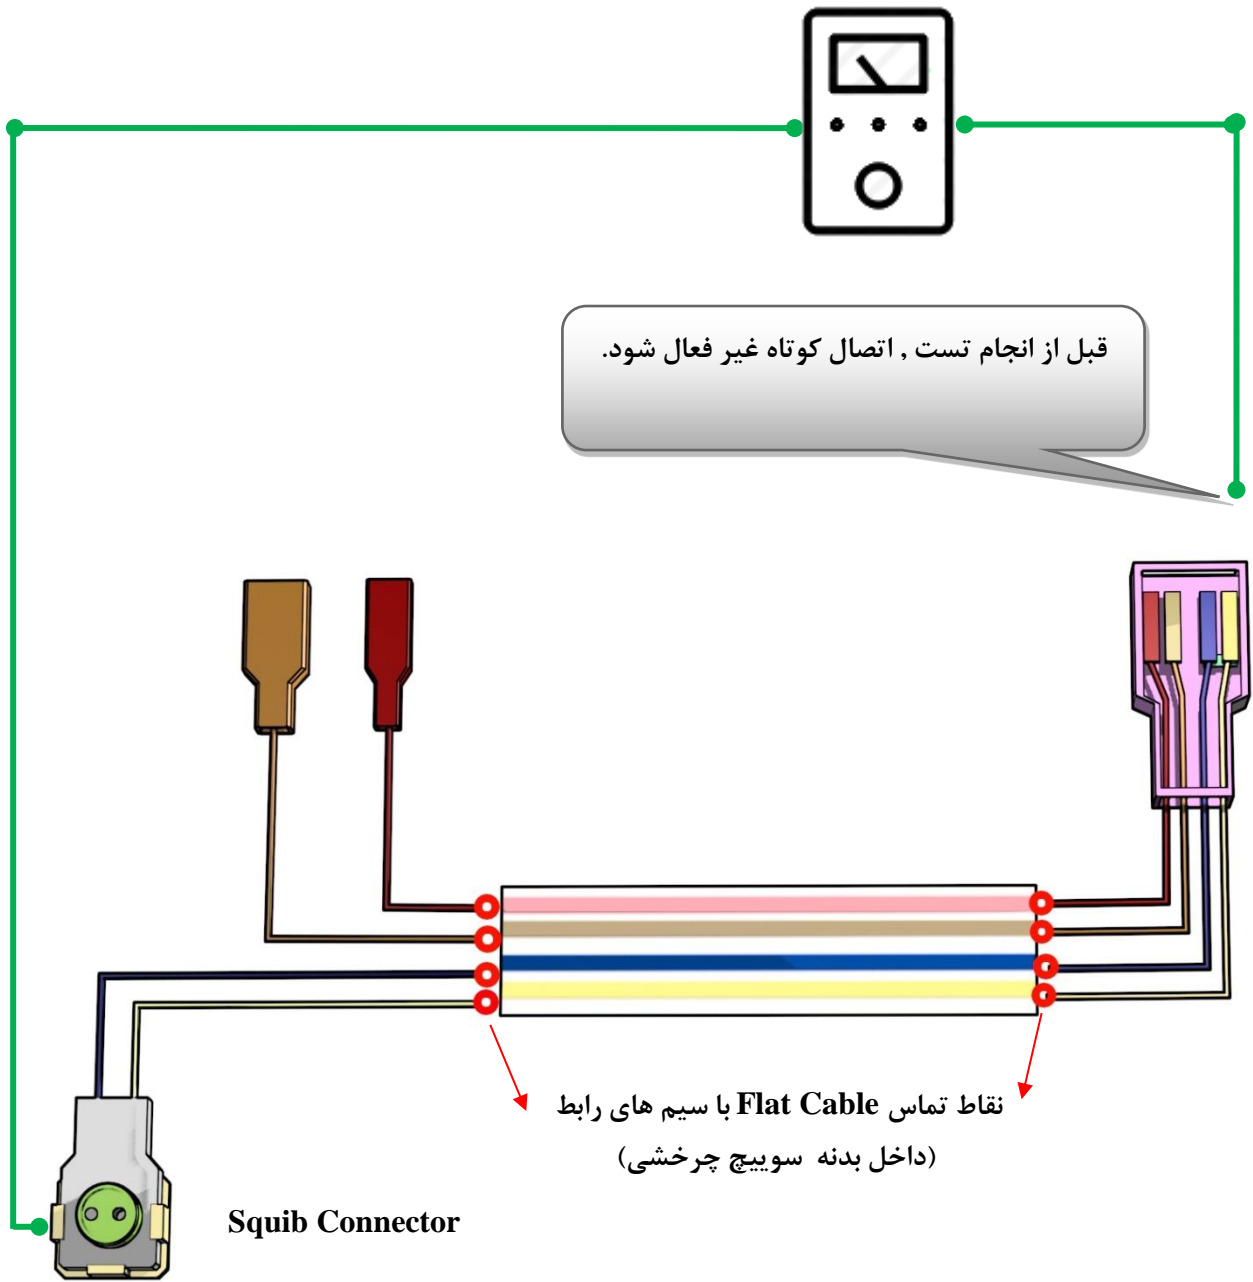 قبل از انجام تست , اتصال کوتاه غیر فعال شود.
نقاط تماس Flat Cable با سیم های رابط
(داخل بدنه سوییچ چرخشی)
Squib Connector